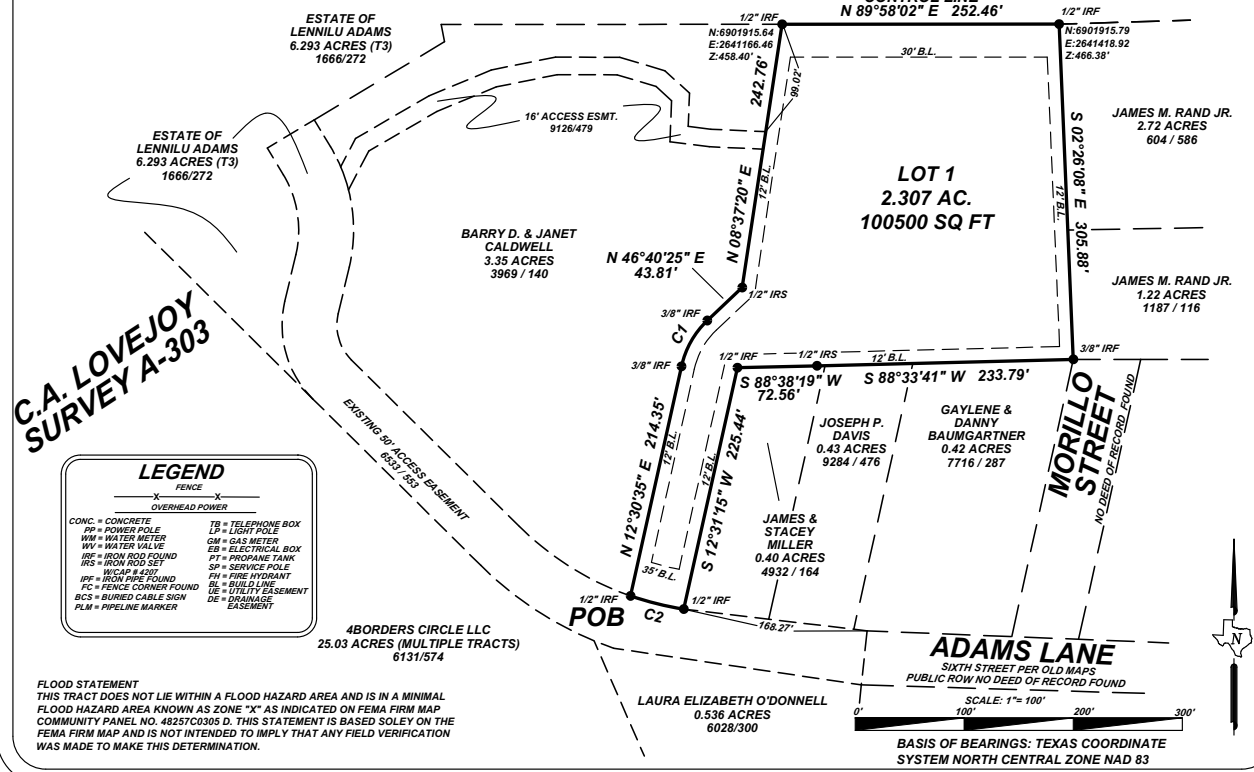 CONTROL LINE
N 89°58'02" E 252.46'
1/2" IRF
N:6901915.64
E:2641166.46
Z:458.40'
1/2" IRF
N:6901915.79
E:2641418.92
Z:466.38'
ESTATE OF
LENNILU ADAMS
6.293 ACRES (T3)
1666/272
30' B.L.
242.76'
99.02'
16' ACCESS ESMT.
9126/479
ESTATE OF
LENNILU ADAMS
6.293 ACRES (T3)
1666/272
JAMES M. RAND JR.
2.72 ACRES
604 / 586
S 02°26'08" E 305.88'
12' B.L.
LOT 1
2.307 AC.
100500 SQ FT
N 08°37'20" E
12' B.L.
BARRY D. & JANET
CALDWELL
3.35 ACRES
3969 / 140
N 46°40'25" E
43.81'
1/2" IRS
JAMES M. RAND JR.
1.22 ACRES
1187 / 116
3/8" IRF
C1
3/8" IRF
1/2" IRF
1/2" IRS
12' B.L.
3/8" IRF
S 88°38'19" W
72.56'
S 88°33'41" W 233.79'
C.A. LOVEJOY
SURVEY A-303
EXISTING 50' ACCESS EASEMENT
6533 / 553
N 12°30'35" E 214.35'
12' B.L.
12' B.L.
S 12°31'15" W 225.44'
35' B.L.
JOSEPH P.
DAVIS
0.43 ACRES
9284 / 476
GAYLENE &
DANNY
BAUMGARTNER
0.42 ACRES
7716 / 287
MORILLO
STREET
NO DEED OF RECORD FOUND
JAMES &
STACEY
MILLER
0.40 ACRES
4932 / 164
LEGEND
FENCE
X X
OVERHEAD POWER
CONC. = CONCRETE
PP = POWER POLE
WM = WATER METER
WV = WATER VALVE
IRF = IRON ROD FOUND
IRS = IRON ROD SET
W/CAP # 4207
IPF = IRON PIPE FOUND
FC = FENCE CORNER FOUND
BCS = BURIED CABLE SIGN
PLM = PIPELINE MARKER
TB = TELEPHONE BOX
LP = LIGHT POLE
GM = GAS METER
EB = ELECTRICAL BOX
PT = PROPANE TANK
SP = SERVICE POLE
FH = FIRE HYDRANT
BL = BUILD LINE
UE = UTILITY EASEMENT
DE = DRAINAGE
EASEMENT
1/2" IRF
POB
C2
1/2" IRF
168.27'
4BORDERS CIRCLE LLC
25.03 ACRES (MULTIPLE TRACTS)
6131/574
ADAMS LANE
SIXTH STREET PER OLD MAPS
PUBLIC ROW NO DEED OF RECORD FOUND
N
LAURA ELIZABETH O'DONNELL
0.536 ACRES
6028/300
SCALE: 1"= 100'
0' 100' 200' 300'
BASIS OF BEARINGS: TEXAS COORDINATE
SYSTEM NORTH CENTRAL ZONE NAD 83
FLOOD STATEMENT
THIS TRACT DOES NOT LIE WITHIN A FLOOD HAZARD AREA AND IS IN A MINIMAL
FLOOD HAZARD AREA KNOWN AS ZONE "X" AS INDICATED ON FEMA FIRM MAP
COMMUNITY PANEL NO. 48257C0305 D. THIS STATEMENT IS BASED SOLEY ON THE
FEMA FIRM MAP AND IS NOT INTENDED TO IMPLY THAT ANY FIELD VERIFICATION
WAS MADE TO MAKE THIS DETERMINATION.